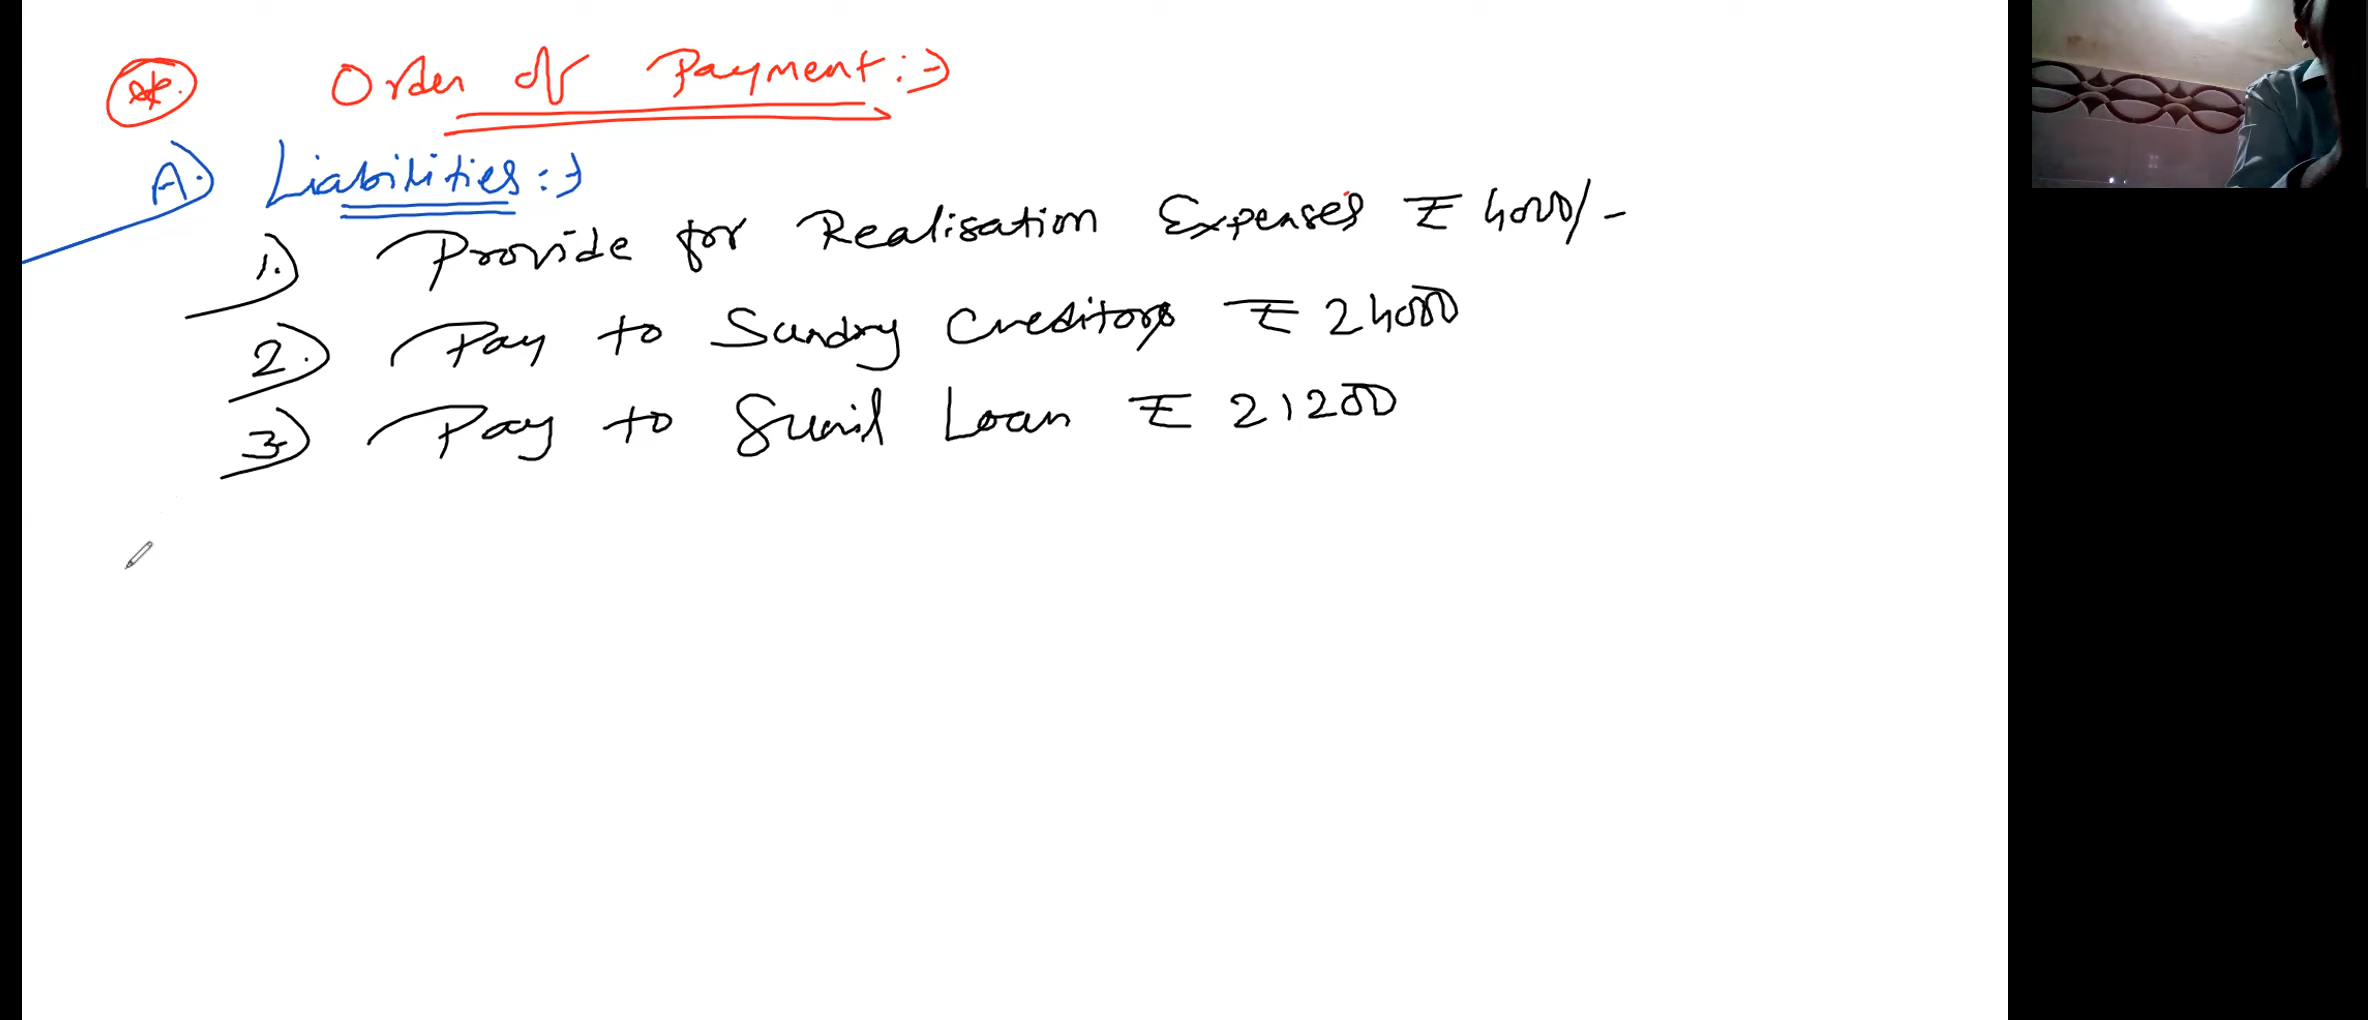 * Order of Payment :→
A.) Liabilities :→
1.) Provide for Realisation Expenses ₹ 4000/-
2.) Pay to Sundry Creditors ₹ 24000
3) Pay to Sunil Loan ₹ 21200